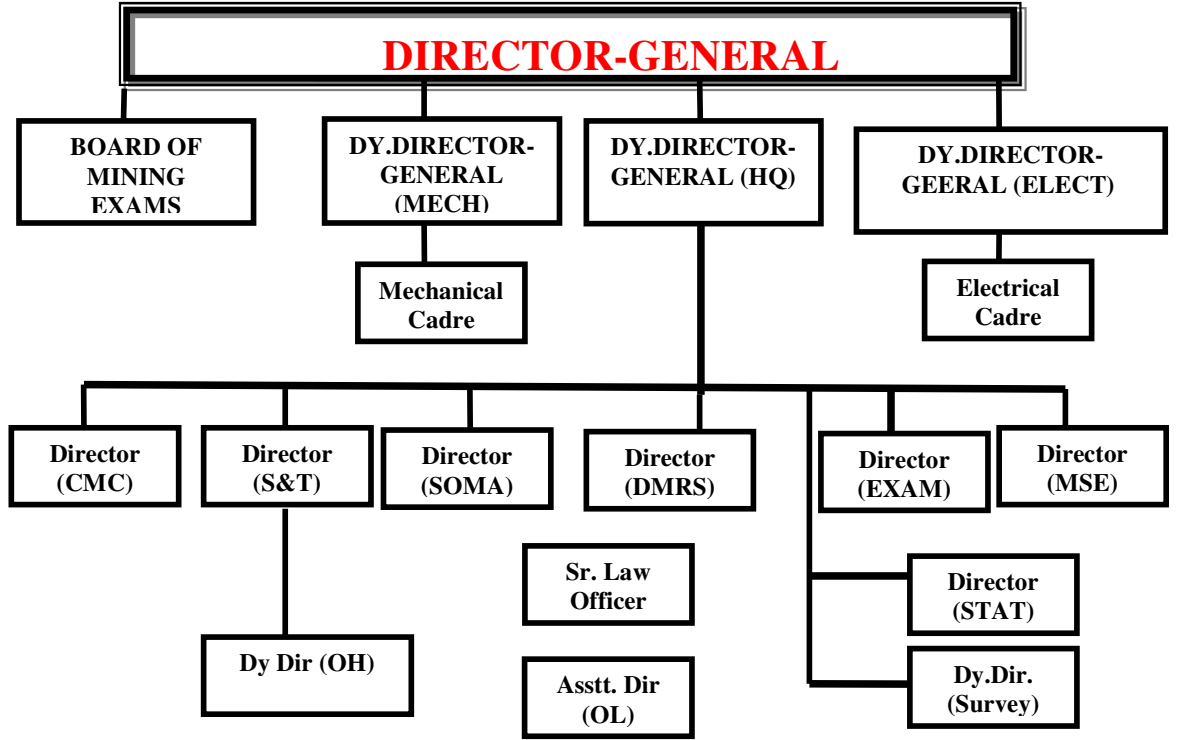 DIRECTOR-GENERAL
BOARD OF
MINING
EXAMS
DY.DIRECTOR-
GENERAL
(MECH)
DY.DIRECTOR-
GENERAL (HQ)
DY.DIRECTOR-
GEERAL (ELECT)
Mechanical
Cadre
Electrical
Cadre
Director
(CMC)
Director
(S&T)
Director
(SOMA)
Director
(DMRS)
Director
(EXAM)
Director
(MSE)
Sr. Law
Officer
Director
(STAT)
Dy Dir (OH)
Asstt. Dir
(OL)
Dy.Dir.
(Survey)